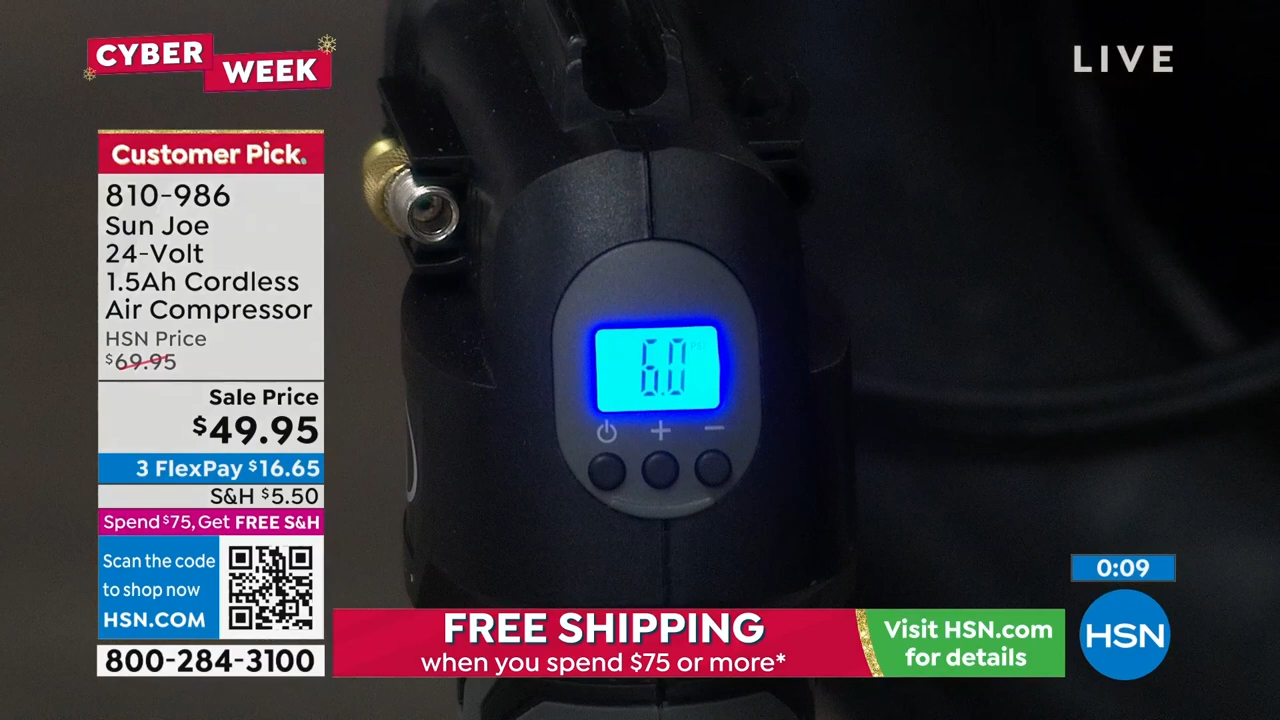 CYBER
WEEK
LIVE
Customer Pick.
810-986
Sun Joe
24-Volt
1.5Ah Cordless
Air Compressor
HSN Price
$69.95
Sale Price
$49.95
3 FlexPay $16.65
S&H $5.50
Spend $75, Get FREE S&H
Scan the code
to shop now
HSN.COM
800-284-3100
6.0 PSI
+ −
FREE SHIPPING
when you spend $75 or more*
Visit HSN.com
for details
0:09
HSN